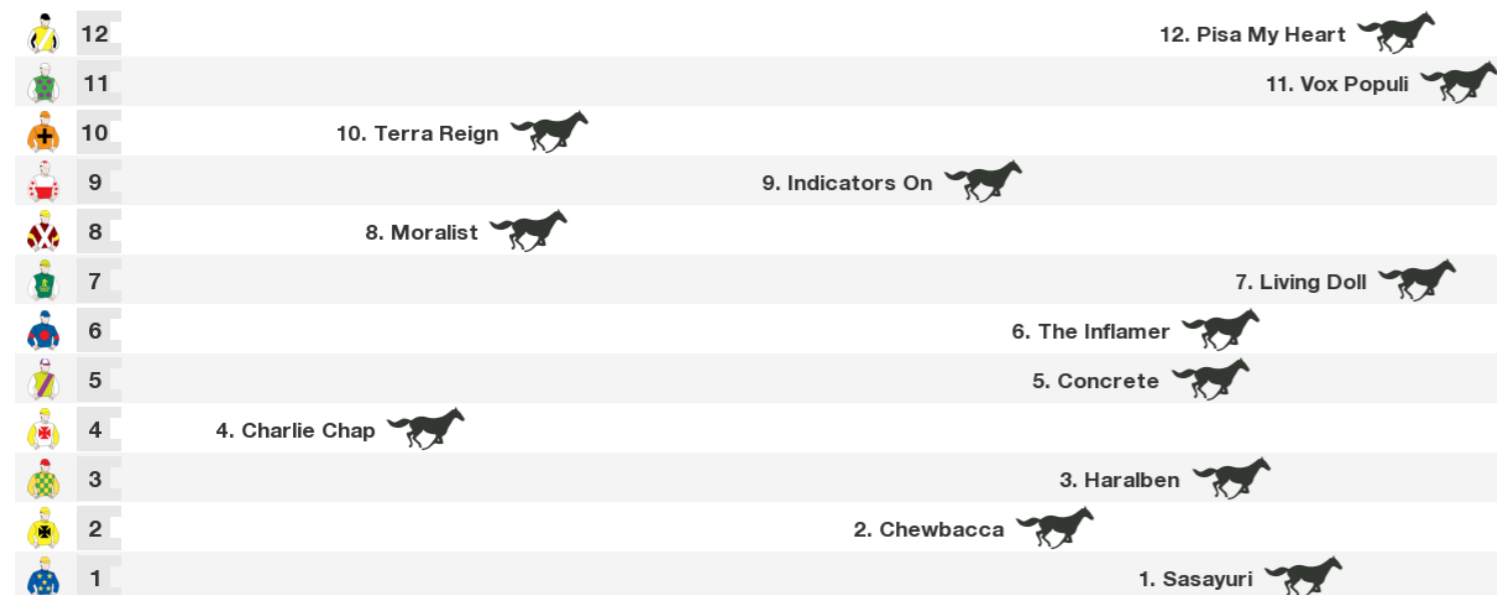 12 12. Pisa My Heart
11 11. Vox Populi
10 10. Terra Reign
9 9. Indicators On
8 8. Moralist
7 7. Living Doll
6 6. The Inflamer
5 5. Concrete
4 4. Charlie Chap
3 3. Haralben
2 2. Chewbacca
1 1. Sasayuri